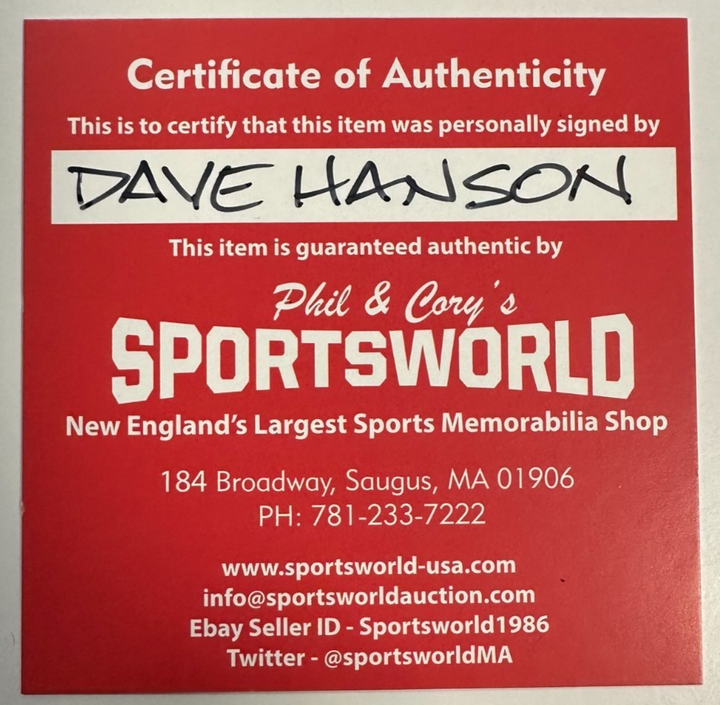 Certificate of Authenticity
This is to certify that this item was personally signed by
DAVE HANSON
This item is guaranteed authentic by
Phil & Cory's
SPORTSWORLD
New England's Largest Sports Memorabilia Shop
184 Broadway, Saugus, MA 01906
PH: 781-233-7222
www.sportsworld-usa.com
info@sportsworldauction.com
Ebay Seller ID - Sportsworld1986
Twitter - @sportsworldMA